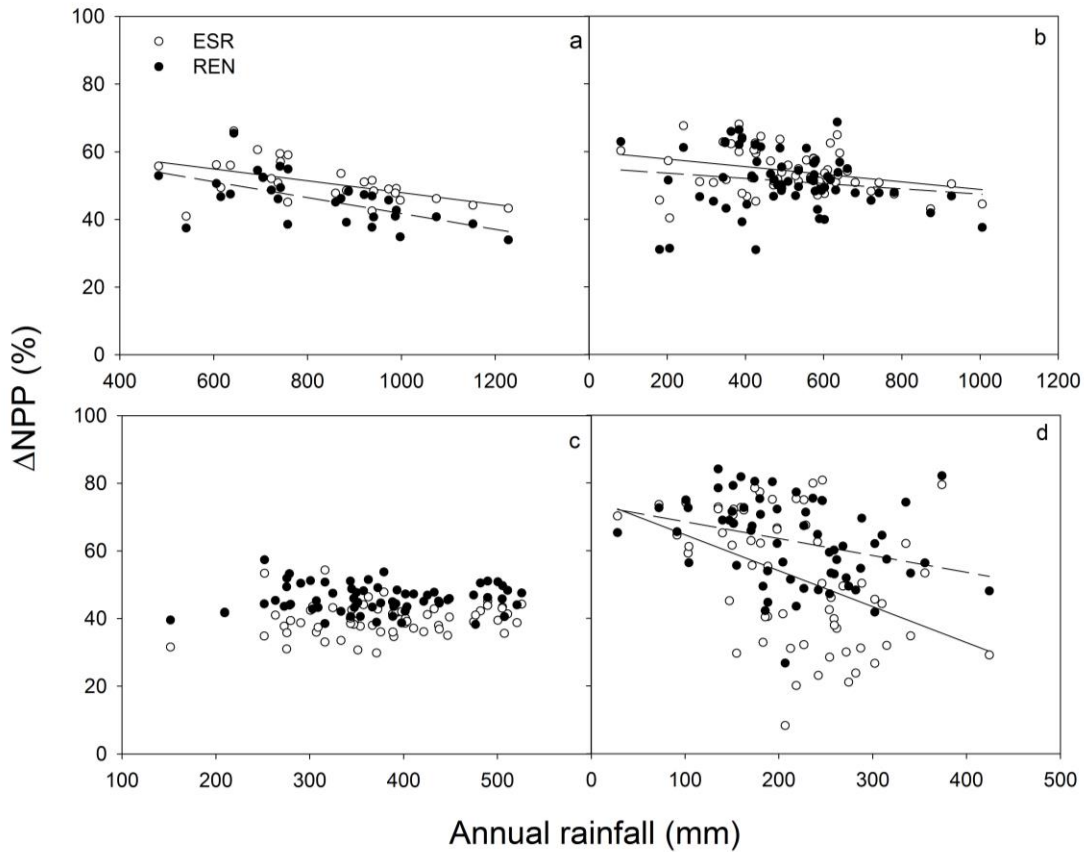 100
80
60
40
20
0
ESR
REN
a
400 600 800 1000 1200
b
0 200 400 600 800 1000 1200
ΔNPP (%)
100
80
60
40
20
0
c
100 200 300 400 500
d
0 100 200 300 400 500
Annual rainfall (mm)